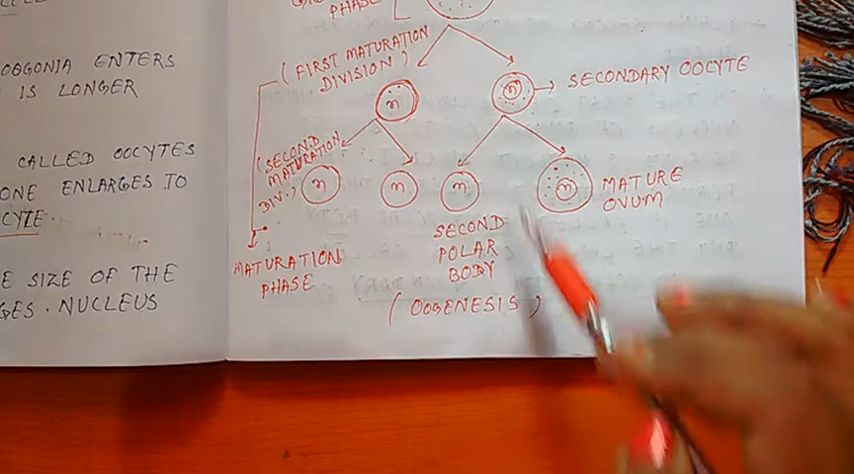 PHASE
OOGONIA ENTERS
IS LONGER
CALLED OOCYTES
ONE ENLARGES TO
CYTE.
E SIZE OF THE
GES. NUCLEUS
( FIRST MATURATION
DIVISION )
n
n
SECONDARY OOCYTE
(SECOND
MATURATION
DIV.)
n
n
n
n
MATURE
OVUM
SECOND
POLAR
BODY
MATURATION
PHASE
( OOGENESIS )